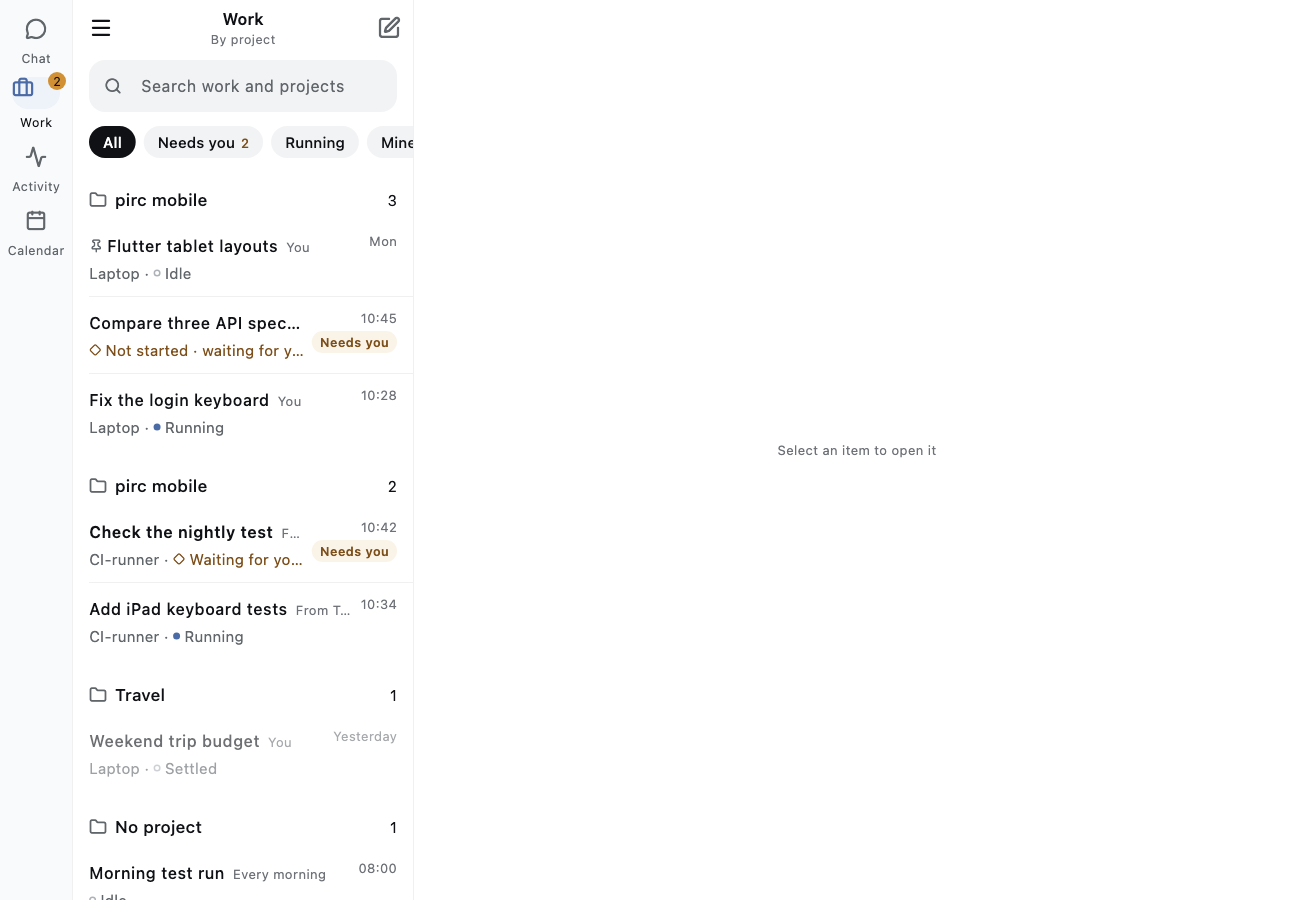 Chat
2
Work
Activity
Calendar
Work
By project
Search work and projects
All
Needs you 2
Running
Mine
pirc mobile 3
Flutter tablet layouts You Mon
Laptop · Idle
Compare three API spec... 10:45
Not started · waiting for y... Needs you
Fix the login keyboard You 10:28
Laptop · Running
pirc mobile 2
Check the nightly test F... 10:42
CI-runner · Waiting for yo... Needs you
Add iPad keyboard tests From T... 10:34
CI-runner · Running
Travel 1
Weekend trip budget You Yesterday
Laptop · Settled
No project 1
Morning test run Every morning 08:00
Idle
Select an item to open it